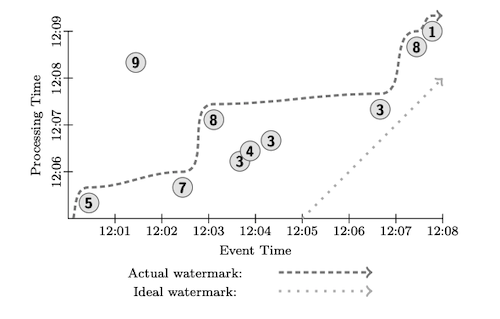 12:09
12:08
12:07
12:06
Processing Time
9
1
8
3
8
3
4
3
7
5
12:01 12:02 12:03 12:04 12:05 12:06 12:07 12:08
Event Time
Actual watermark:
Ideal watermark: